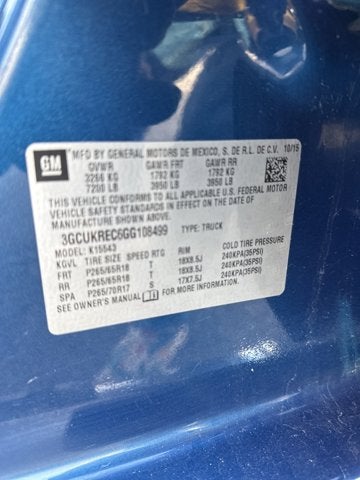 GM
MFD BY GENERAL MOTORS DE MEXICO, S. DE R.L. DE C.V. 10/15
GVWR GAWR FRT GAWR RR
3266 KG 1792 KG 1792 KG
7200 LB 3950 LB 3950 LB
THIS VEHICLE CONFORMS TO ALL APPLICABLE U.S. FEDERAL MOTOR
VEHICLE SAFETY AND THEFT PREVENTION STANDARDS IN EFFECT ON THE DATE OF
MANUFACTURE SHOWN ABOVE.
3GCUKREC6GG108499 TYPE: TRUCK
MODEL: K15543
KGVL TIRE SIZE SPEED RTG RIM COLD TIRE PRESSURE
FRT P265/65R18 T 18X8.5J 240KPA(35PSI)
RR P265/65R18 T 18X8.5J 240KPA(35PSI)
SPA P265/70R17 S 17X7.5J 240KPA(35PSI)
SEE OWNER'S MANUAL FOR MORE INFORMATION.